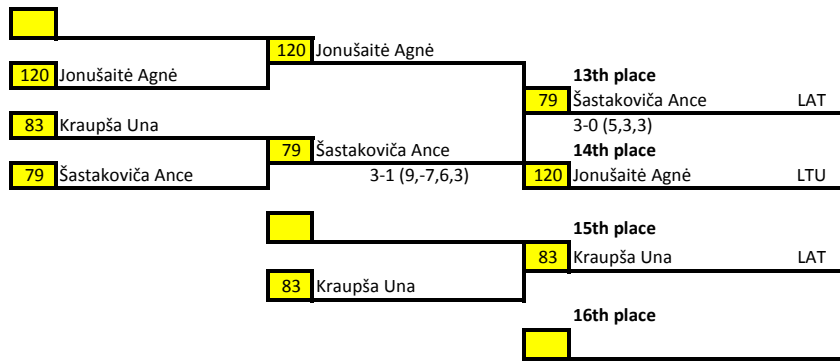 120 Jonušaitė Agnė
120 Jonušaitė Agnė
13th place
79 Šastakoviča Ance LAT
83 Kraupša Una
3-0 (5,3,3)
79 Šastakoviča Ance
14th place
79 Šastakoviča Ance
3-1 (9,-7,6,3)
120 Jonušaitė Agnė LTU
15th place
83 Kraupša Una LAT
83 Kraupša Una
16th place